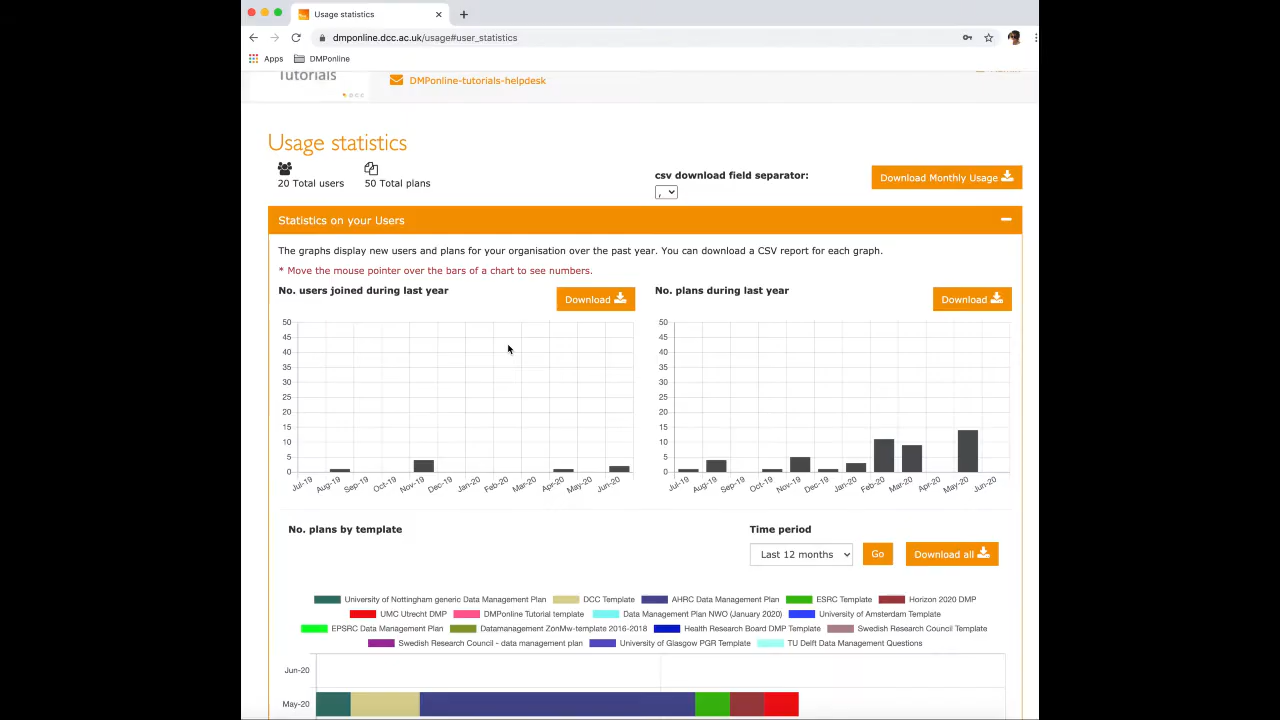 Usage statistics
dmponline.dcc.ac.uk/usage#user_statistics
Apps DMPonline
Tutorials
DCC
DMPonline-tutorials-helpdesk
Usage statistics
20 Total users 50 Total plans
csv download field separator:
,
Download Monthly Usage
Statistics on your Users
The graphs display new users and plans for your organisation over the past year. You can download a CSV report for each graph.
* Move the mouse pointer over the bars of a chart to see numbers.
No. users joined during last year
Download
50
45
40
35
30
25
20
15
10
5
0
Jul-19 Aug-19 Sep-19 Oct-19 Nov-19 Dec-19 Jan-20 Feb-20 Mar-20 Apr-20 May-20 Jun-20
No. plans during last year
Download
50
45
40
35
30
25
20
15
10
5
0
Jul-19 Aug-19 Sep-19 Oct-19 Nov-19 Dec-19 Jan-20 Feb-20 Mar-20 Apr-20 May-20 Jun-20
No. plans by template
Time period
Last 12 months Go Download all
University of Nottingham generic Data Management Plan DCC Template AHRC Data Management Plan ESRC Template Horizon 2020 DMP
UMC Utrecht DMP DMPonline Tutorial template Data Management Plan NWO (January 2020) University of Amsterdam Template
EPSRC Data Management Plan Datamanagement ZonMw-template 2016-2018 Health Research Board DMP Template Swedish Research Council Template
Swedish Research Council - data management plan University of Glasgow PGR Template TU Delft Data Management Questions
Jun-20
May-20